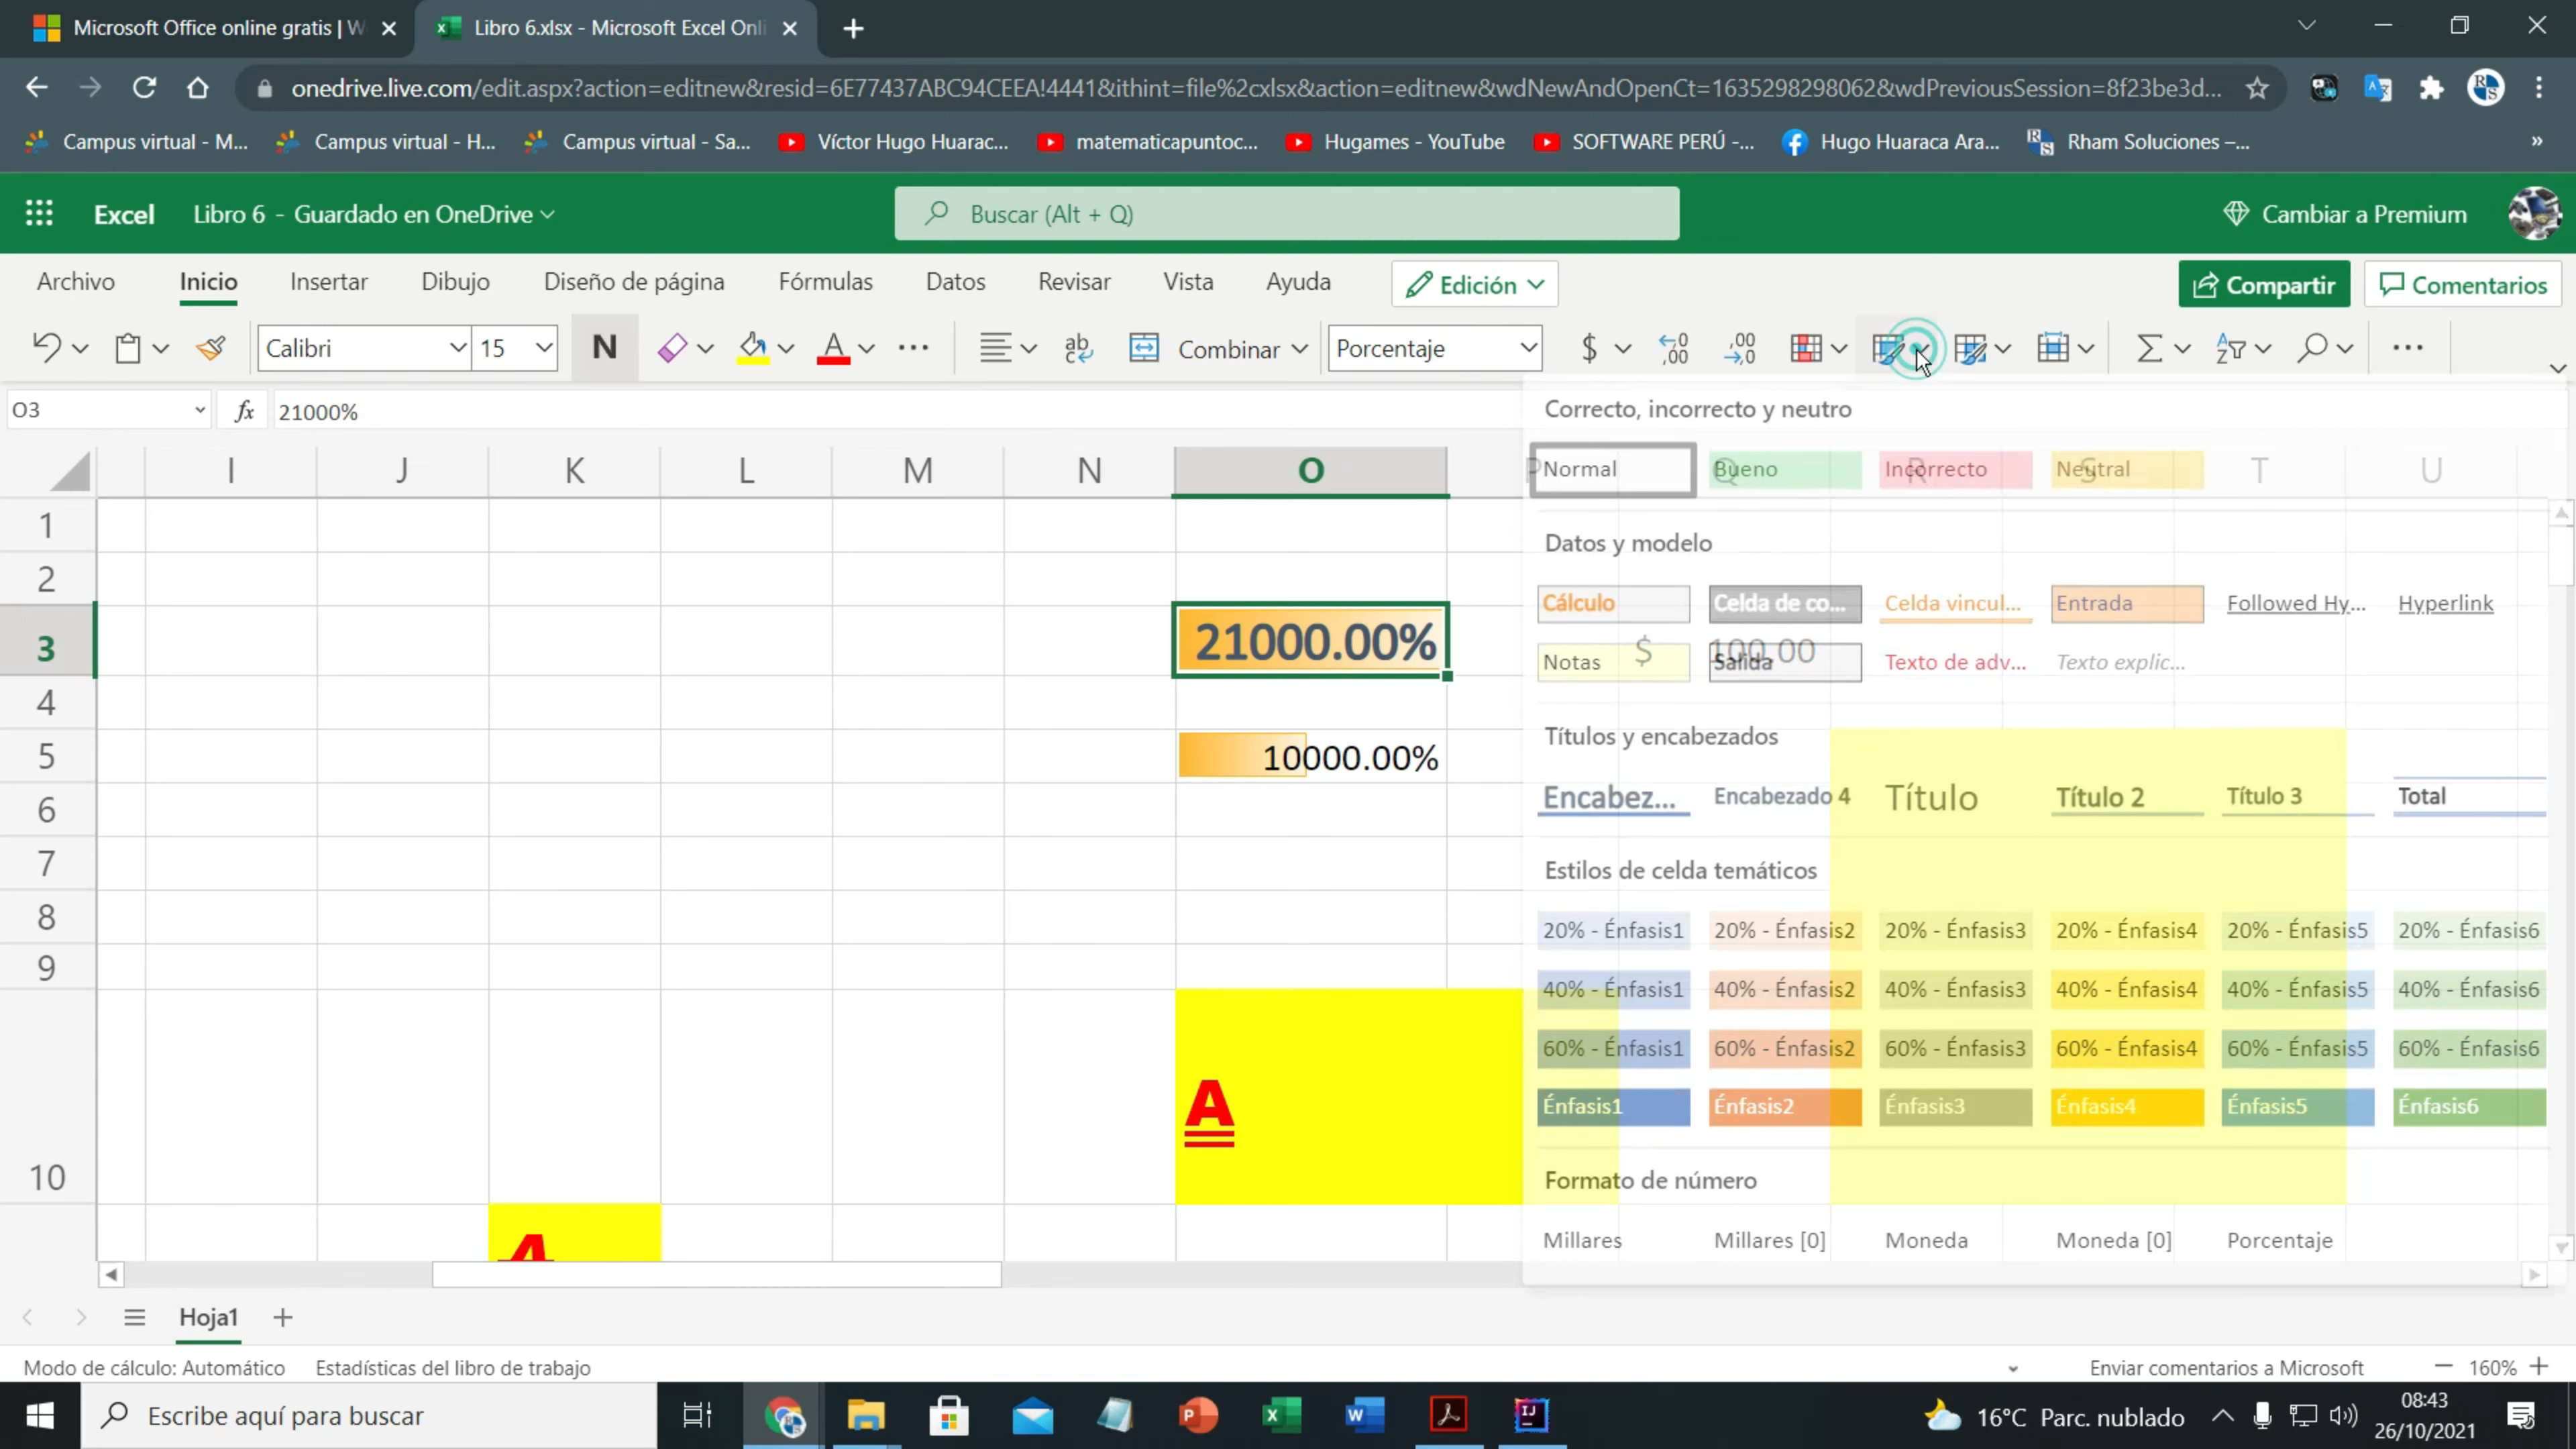 Microsoft Office online gratis | W
Libro 6.xlsx - Microsoft Excel Onli
onedrive.live.com/edit.aspx?action=editnew&resid=6E77437ABC94CEEA!4441&ithint=file%2cxlsx&action=editnew&wdNewAndOpenCt=1635298298062&wdPreviousSession=8f23be3d...
Campus virtual - M... Campus virtual - H... Campus virtual - Sa... Víctor Hugo Huarac... matematicapuntoc... Hugames - YouTube SOFTWARE PERÚ -... Hugo Huaraca Ara... Rham Soluciones –... »
Excel Libro 6 - Guardado en OneDrive Buscar (Alt + Q) Cambiar a Premium
Archivo Inicio Insertar Dibujo Diseño de página Fórmulas Datos Revisar Vista Ayuda Edición Compartir Comentarios
Calibri 15 N A ... ab Combinar Porcentaje $ ,00 ,00 ...
O3 fx 21000%
Correcto, incorrecto y neutro
I J K L M N O P Q R S T U
Normal Bueno Incorrecto Neutral
1
Datos y modelo
2
Cálculo Celda de co... Celda vincul... Entrada Followed Hy... Hyperlink
3 21000.00% $ 100.00
Notas Salida Texto de adv... Texto explic...
4
Títulos y encabezados
5 10000.00%
Encabez... Encabezado 4 Título Título 2 Título 3 Total
6
7
Estilos de celda temáticos
8
20% - Énfasis1 20% - Énfasis2 20% - Énfasis3 20% - Énfasis4 20% - Énfasis5 20% - Énfasis6
9
40% - Énfasis1 40% - Énfasis2 40% - Énfasis3 40% - Énfasis4 40% - Énfasis5 40% - Énfasis6
60% - Énfasis1 60% - Énfasis2 60% - Énfasis3 60% - Énfasis4 60% - Énfasis5 60% - Énfasis6
A
Énfasis1 Énfasis2 Énfasis3 Énfasis4 Énfasis5 Énfasis6
10
Formato de número
A
Millares Millares [0] Moneda Moneda [0] Porcentaje
Hoja1
Modo de cálculo: Automático Estadísticas del libro de trabajo Enviar comentarios a Microsoft 160%
Escribe aquí para buscar 16°C Parc. nublado 08:43
26/10/2021